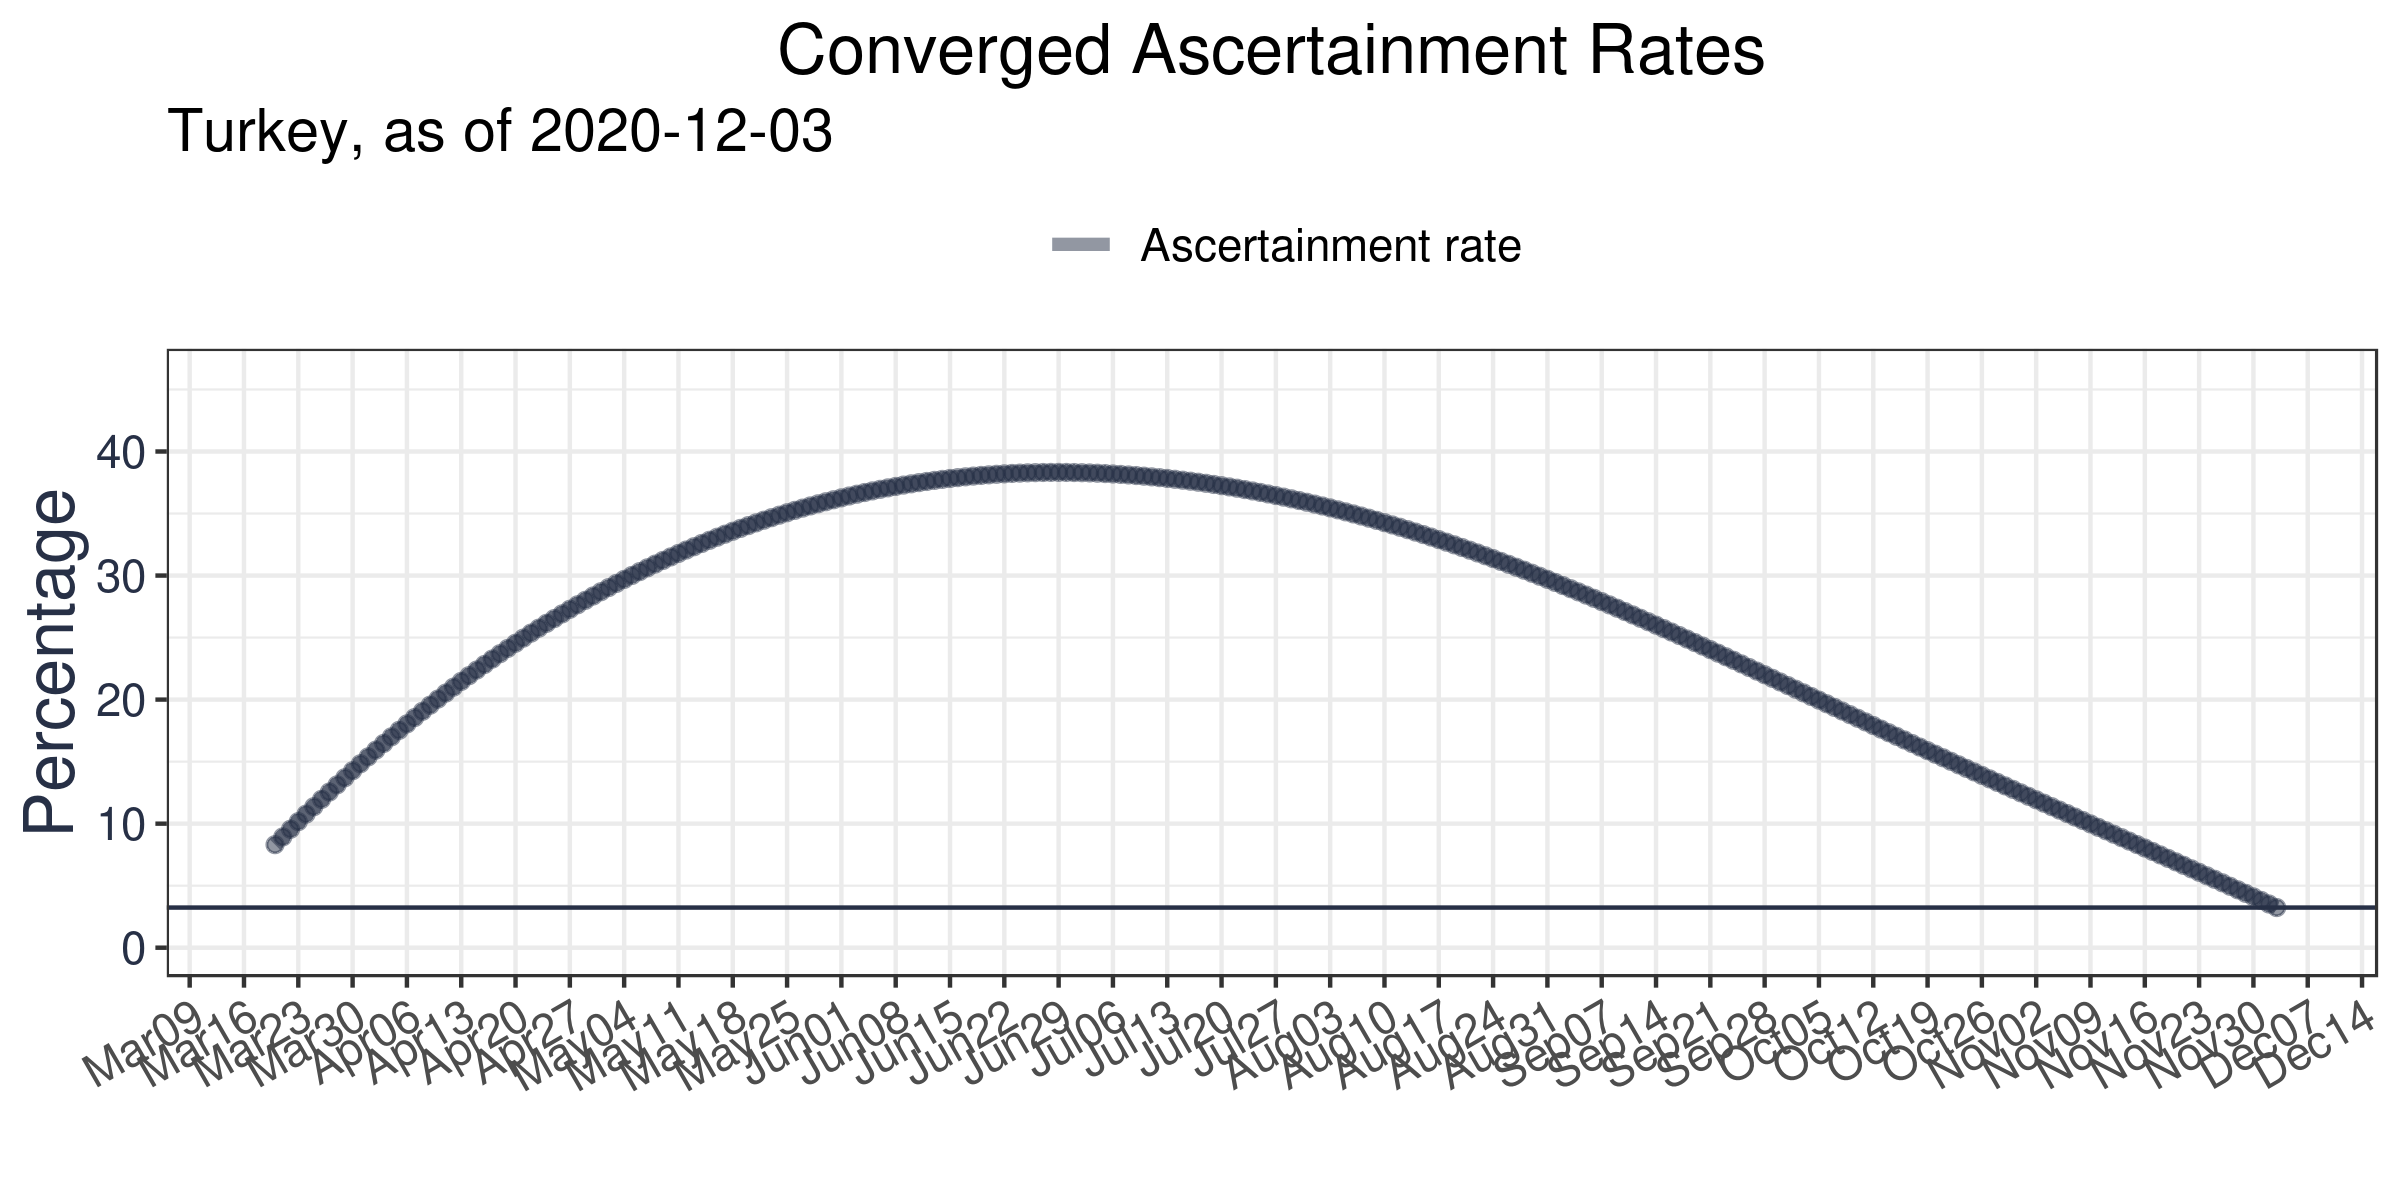 Converged Ascertainment Rates
Turkey, as of 2020-12-03
Ascertainment rate
Percentage
40
30
20
10
0
Mar09
Mar16
Mar23
Mar30
Apr06
Apr13
Apr20
Apr27
May04
May11
May18
May25
Jun01
Jun08
Jun15
Jun22
Jun29
Jul06
Jul13
Jul20
Jul27
Aug03
Aug10
Aug17
Aug24
Aug31
Sep07
Sep14
Sep21
Sep28
Oct05
Oct12
Oct19
Oct26
Nov02
Nov09
Nov16
Nov23
Nov30
Dec07
Dec14